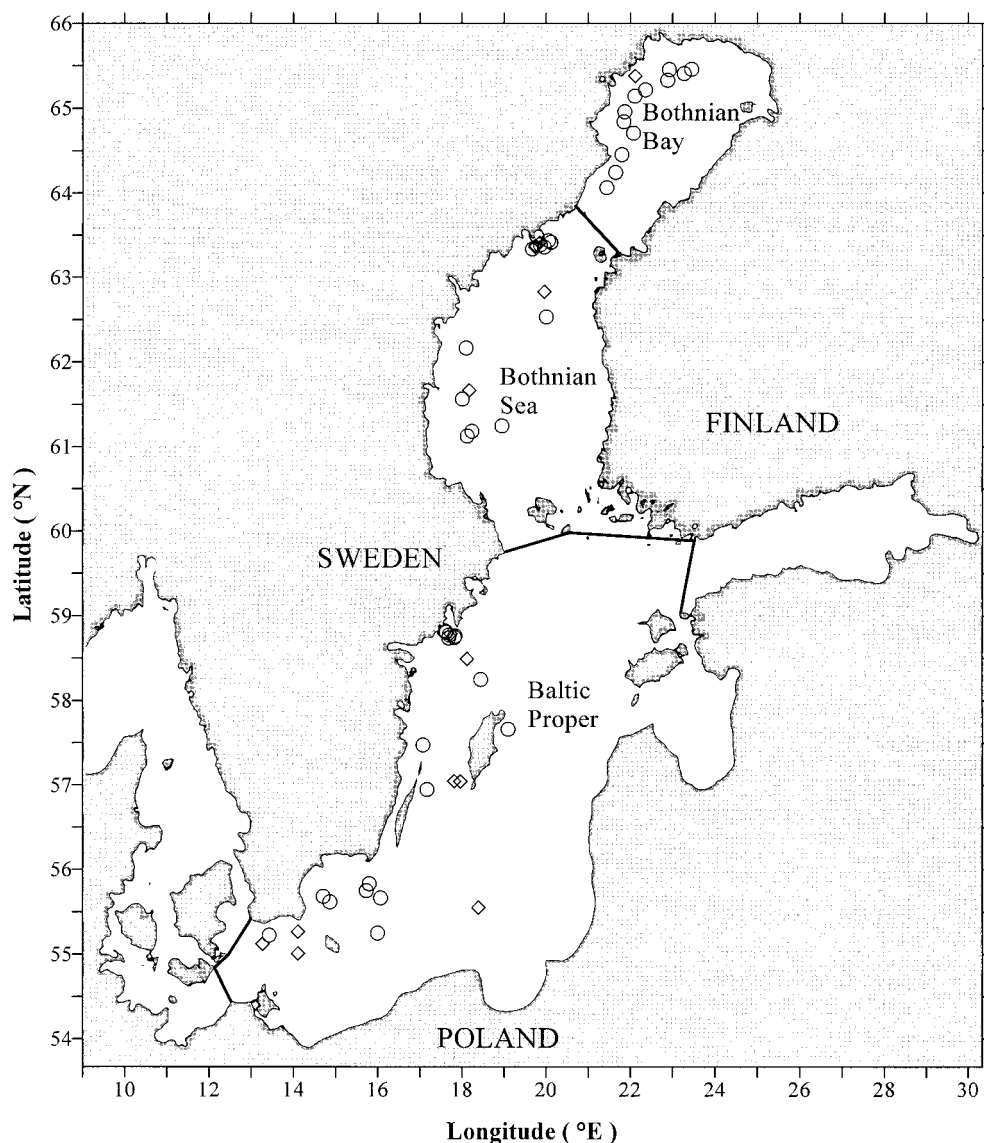 66
65
64
63
62
61
60
59
58
57
56
55
54
Latitude ( °N )
Bothnian
Bay
Bothnian
Sea
FINLAND
SWEDEN
Baltic
Proper
POLAND
10 12 14 16 18 20 22 24 26 28 30
Longitude ( °E )